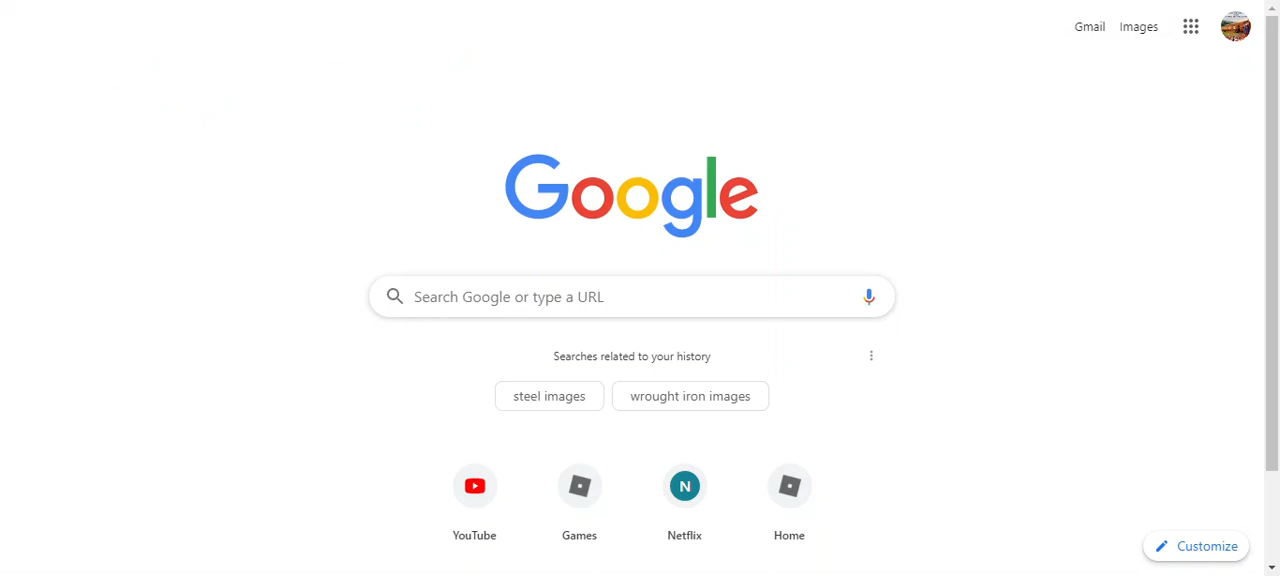 Gmail Images
Google
Search Google or type a URL
Searches related to your history
steel images wrought iron images
N
YouTube Games Netflix Home
Customize